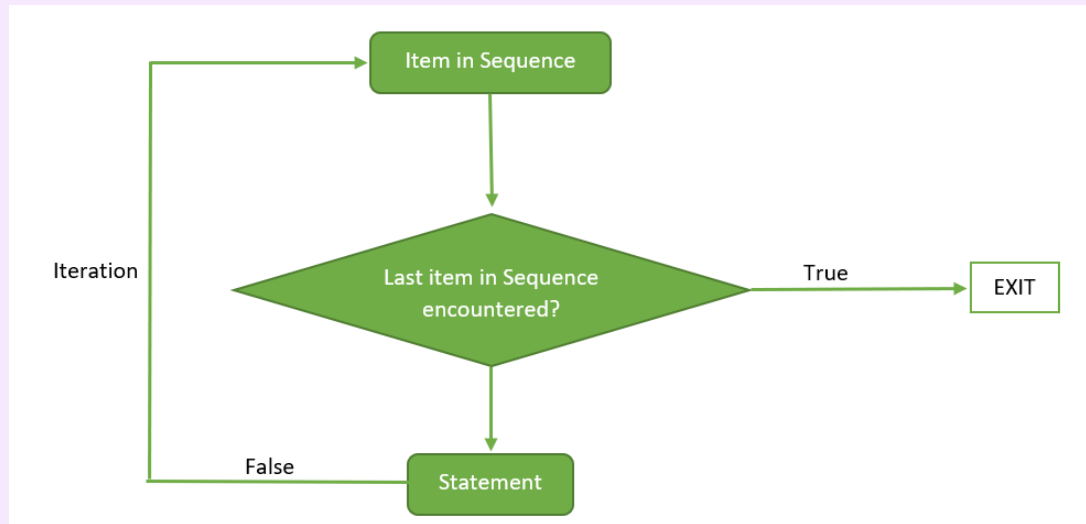 Item in Sequence
Iteration
Last item in Sequence
encountered?
True
EXIT
False
Statement